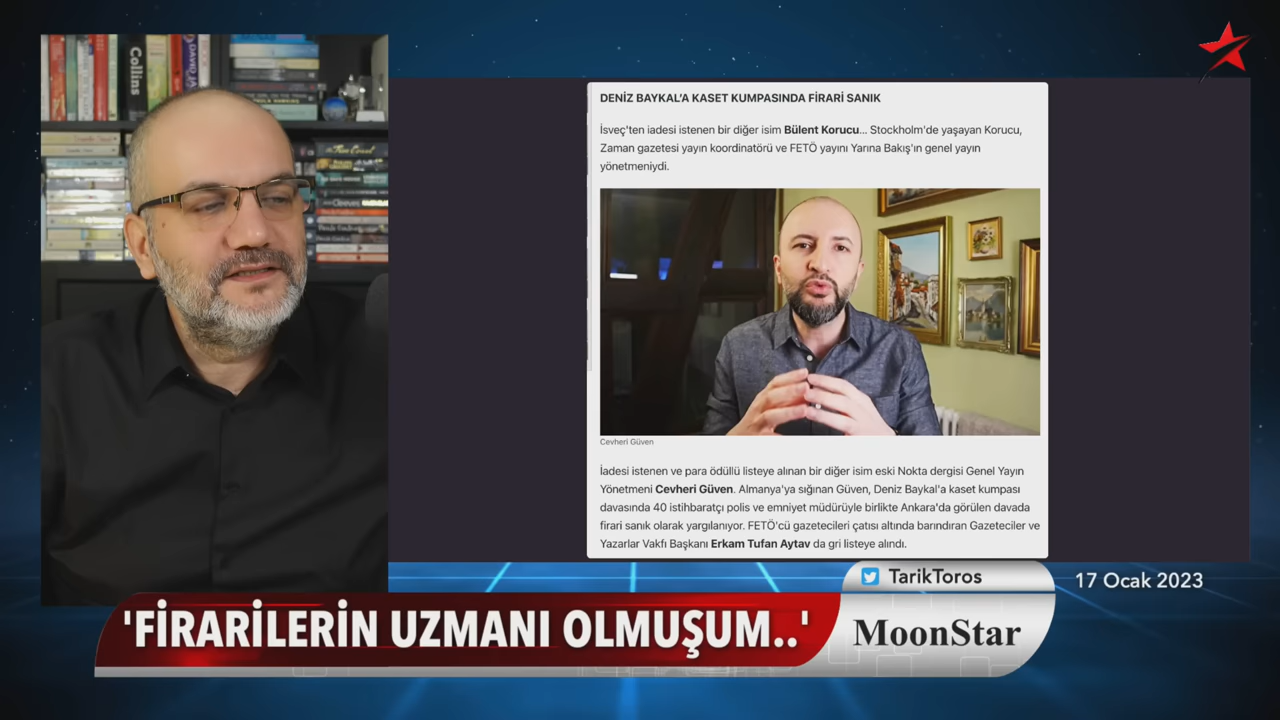 Collins
DENİZ BAYKAL'A KASET KUMPASINDA FİRARİ SANIK
İsveç'ten iadesi istenen bir diğer isim Bülent Korucu... Stockholm'de yaşayan Korucu,
Zaman gazetesi yayın koordinatörü ve FETÖ yayını Yarına Bakış'ın genel yayın
yönetmeniydi.
Cevheri Güven
İadesi istenen ve para ödüllü listeye alınan bir diğer isim eski Nokta dergisi Genel Yayın
Yönetmeni Cevheri Güven. Almanya'ya sığınan Güven, Deniz Baykal'a kaset kumpası
davasında 40 istihbaratçı polis ve emniyet müdürüyle birlikte Ankara'da görülen davada
firari sanık olarak yargılanıyor. FETÖ'cü gazetecileri çatısı altında barındıran Gazeteciler ve
Yazarlar Vakfı Başkanı Erkam Tufan Aytav da gri listeye alındı.
TarikToros
17 Ocak 2023
'FİRARİLERİN UZMANI OLMUŞUM..'
MoonStar